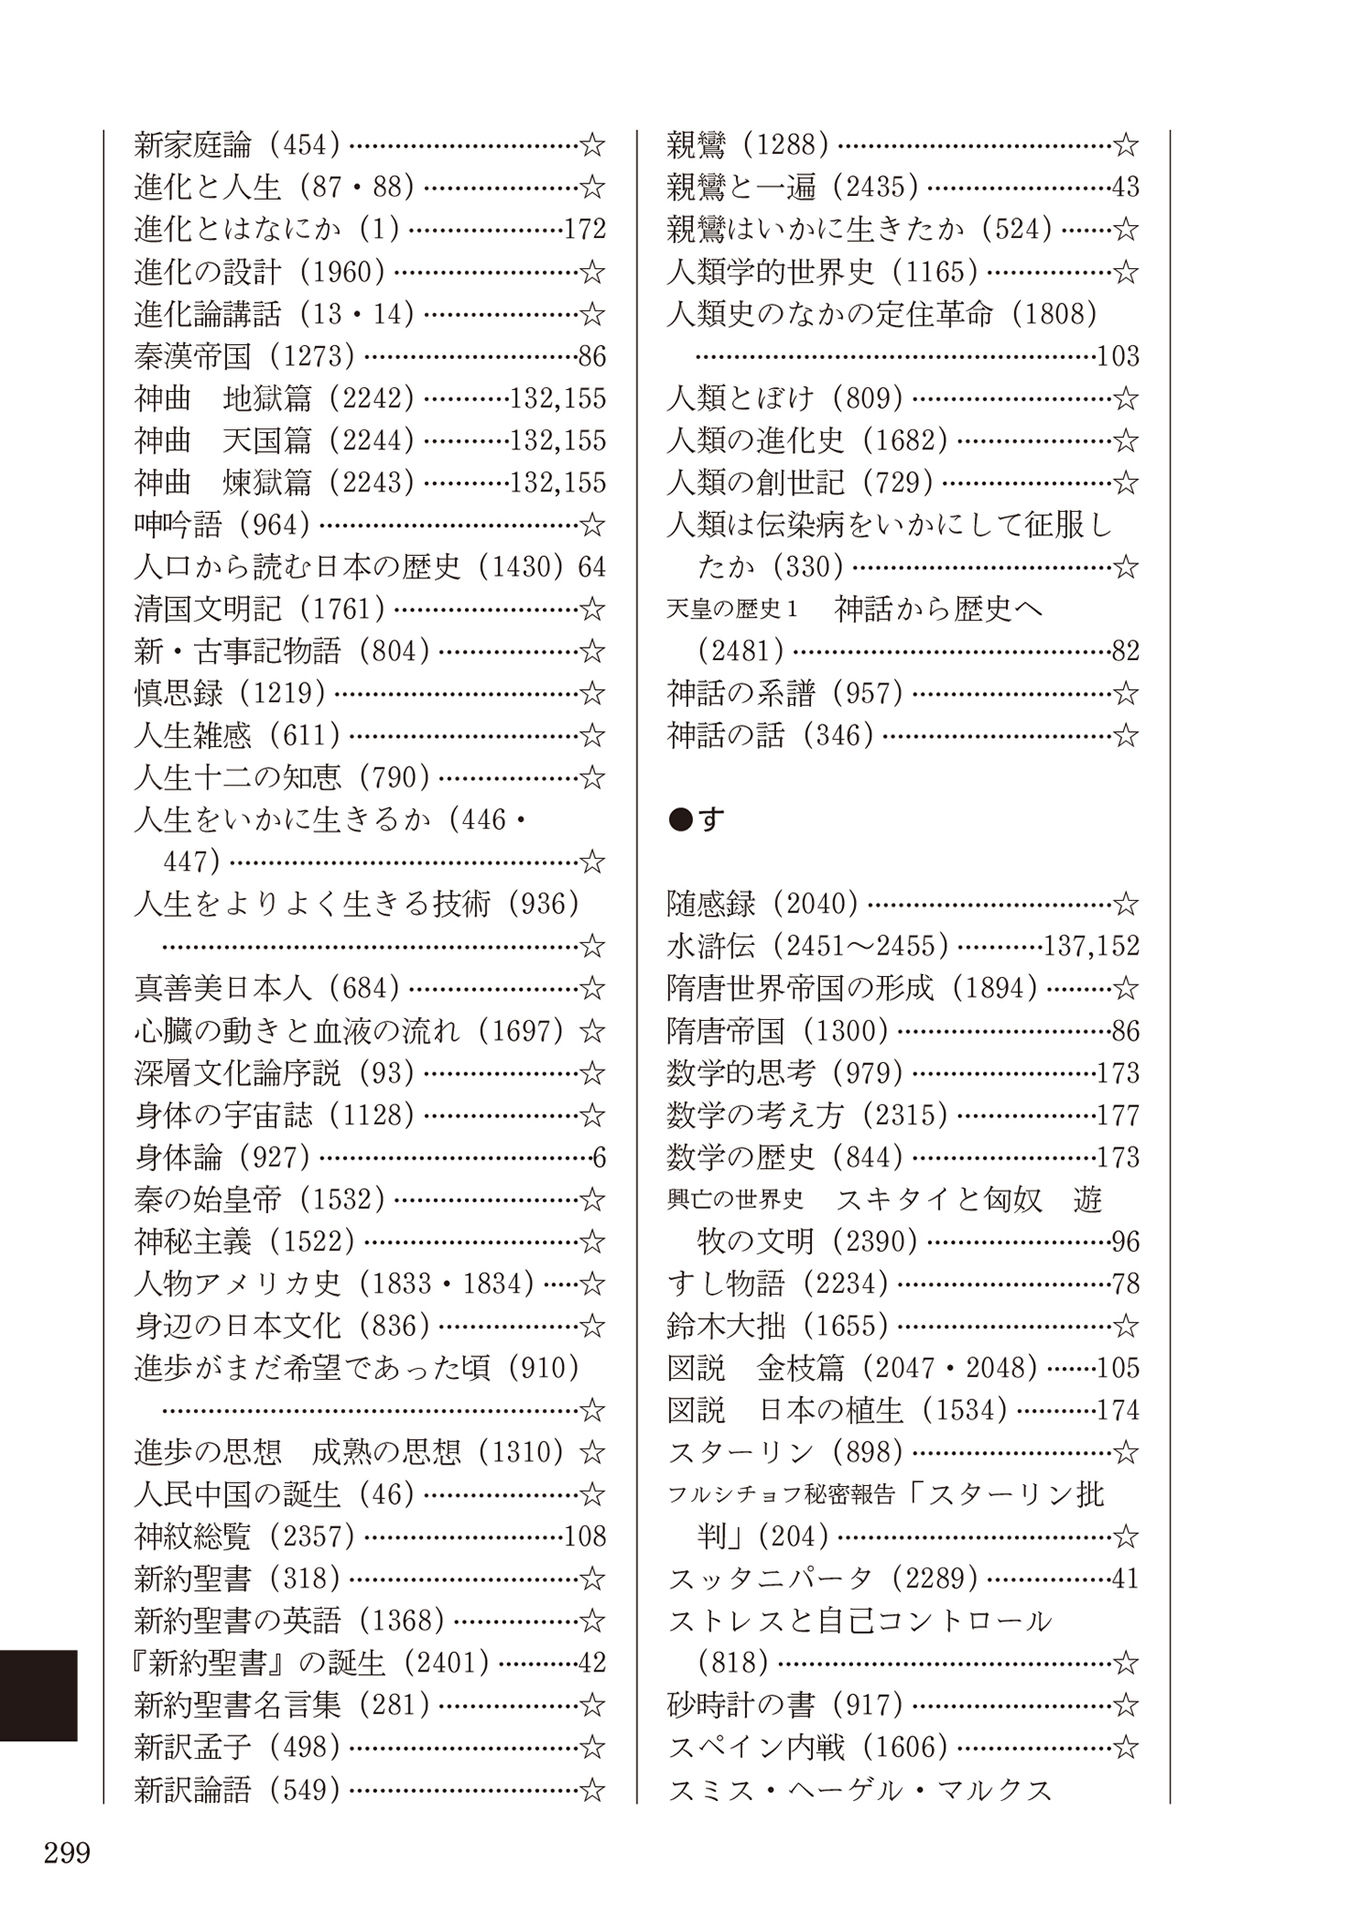 新家庭論（454）…………………………☆
進化と人生（87・88）…………………☆
進化とはなにか（1）…………………172
進化の設計（1960）……………………☆
進化論講話（13・14）…………………☆
秦漢帝国（1273）………………………86
神曲　地獄篇（2242）…………132,155
神曲　天国篇（2244）…………132,155
神曲　煉獄篇（2243）…………132,155
呻吟語（964）……………………………☆
人口から読む日本の歴史（1430）64
清国文明記（1761）……………………☆
新・古事記物語（804）………………☆
慎思録（1219）…………………………☆
人生雑感（611）…………………………☆
人生十二の知恵（790）………………☆
人生をいかに生きるか（446・
447）………………………………………☆
人生をよりよく生きる技術（936）
………………………………………………☆
真善美日本人（684）…………………☆
心臓の動きと血液の流れ（1697）☆
深層文化論序説（93）…………………☆
身体の宇宙誌（1128）…………………☆
身体論（927）………………………………6
秦の始皇帝（1532）……………………☆
神秘主義（1522）………………………☆
人物アメリカ史（1833・1834）……☆
身辺の日本文化（836）………………☆
進歩がまだ希望であった頃（910）
………………………………………………☆
進歩の思想　成熟の思想（1310）☆
人民中国の誕生（46）…………………☆
神紋総覧（2357）………………………108
新約聖書（318）…………………………☆
新約聖書の英語（1368）………………☆
『新約聖書』の誕生（2401）…………42
新約聖書名言集（281）………………☆
新訳孟子（498）…………………………☆
新訳論語（549）…………………………☆
親鸞（1288）………………………………☆
親鸞と一遍（2435）……………………43
親鸞はいかに生きたか（524）………☆
人類学的世界史（1165）………………☆
人類史のなかの定住革命（1808）
……………………………………………103
人類とぼけ（809）………………………☆
人類の進化史（1682）…………………☆
人類の創世記（729）……………………☆
人類は伝染病をいかにして征服し
たか（330）………………………………☆
天皇の歴史1　神話から歴史へ
（2481）……………………………………82
神話の系譜（957）………………………☆
神話の話（346）…………………………☆
●す
随感録（2040）……………………………☆
水滸伝（2451〜2455）…………137,152
隋唐世界帝国の形成（1894）………☆
隋唐帝国（1300）………………………86
数学的思考（979）……………………173
数学の考え方（2315）………………177
数学の歴史（844）……………………173
興亡の世界史　スキタイと匈奴　遊
牧の文明（2390）……………………96
すし物語（2234）………………………78
鈴木大拙（1655）………………………☆
図説　金枝篇（2047・2048）………105
図説　日本の植生（1534）…………174
スターリン（898）………………………☆
フルシチョフ秘密報告「スターリン批
判」（204）………………………………☆
スッタニパータ（2289）………………41
ストレスと自己コントロール
（818）………………………………………☆
砂時計の書（917）………………………☆
スペイン内戦（1606）…………………☆
スミス・ヘーゲル・マルクス
299